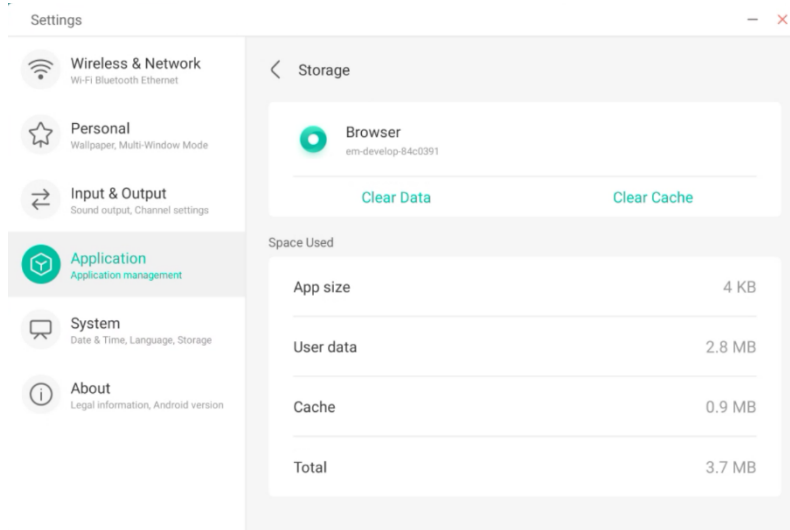 Settings
Wireless & Network
Wi-Fi Bluetooth Ethernet
Personal
Wallpaper, Multi-Window Mode
Input & Output
Sound output, Channel settings
Application
Application management
System
Date & Time, Language, Storage
About
Legal information, Android version
Storage
Browser
em-develop-84c0391
Clear Data
Clear Cache
Space Used
App size
4 KB
User data
2.8 MB
Cache
0.9 MB
Total
3.7 MB